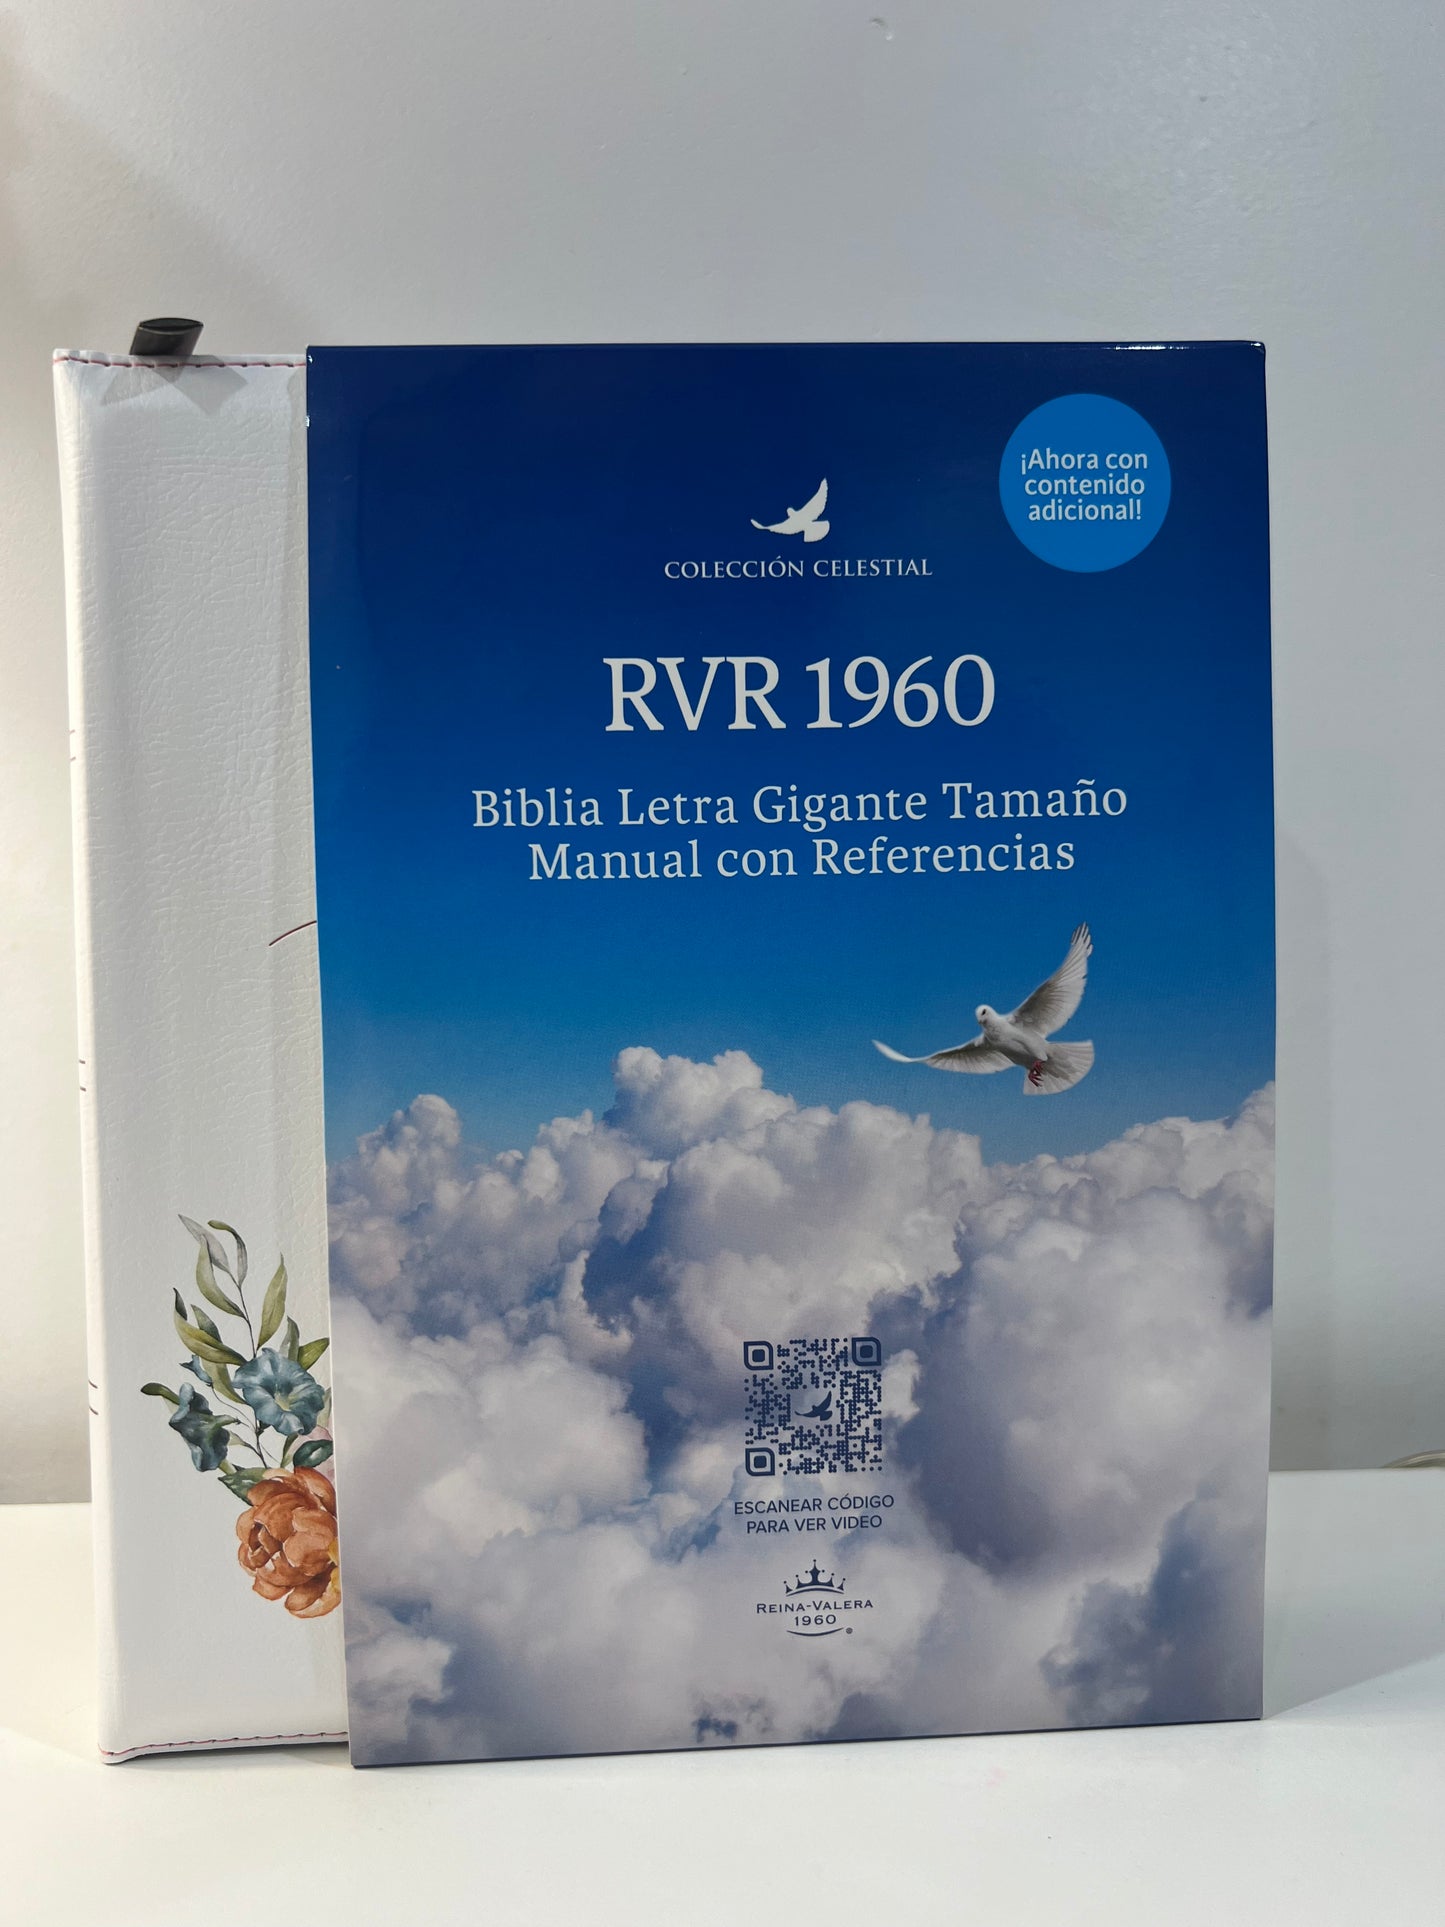 ¡Ahora con
contenido
adicional!
COLECCIÓN CELESTIAL
RVR 1960
Biblia Letra Gigante Tamaño
Manual con Referencias
ESCANEAR CÓDIGO
PARA VER VIDEO
REINA-VALERA
1960
®